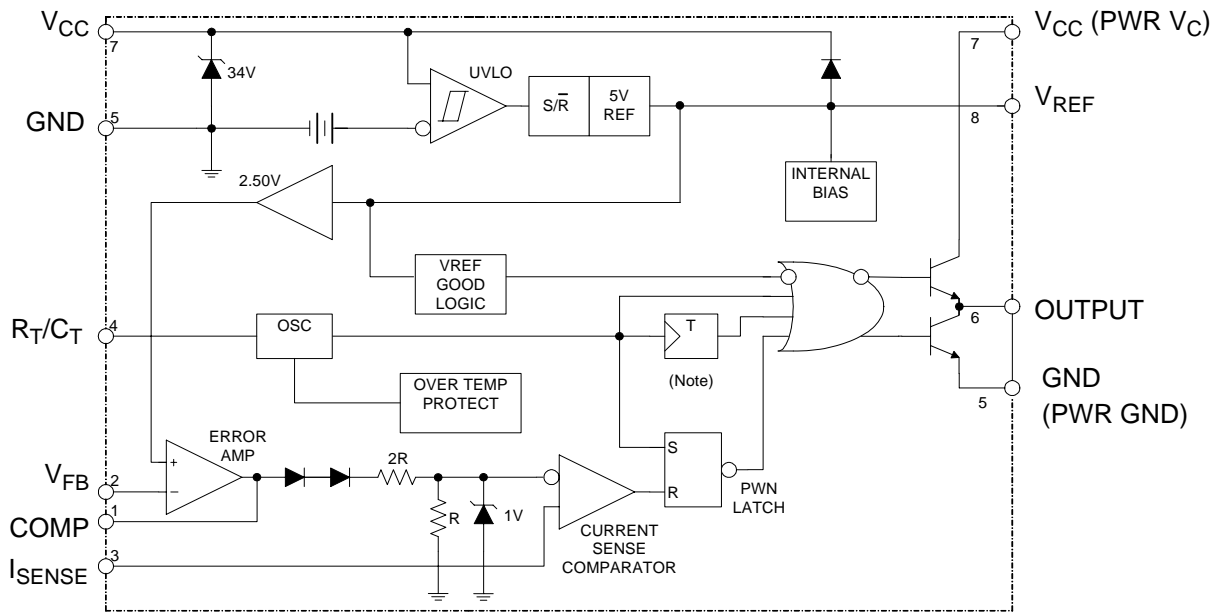 VCC
7
34V
UVLO
S/R̅
5V
REF
7
VCC (PWR VC)
GND
5
8
VREF
2.50V
INTERNAL
BIAS
VREF
GOOD
LOGIC
RT/CT
4
OSC
T
(Note)
6
OUTPUT
OVER TEMP
PROTECT
5
GND
(PWR GND)
ERROR
AMP
+
−
VFB
2
COMP
1
2R
R
1V
S
R
PWN
LATCH
CURRENT
SENSE
COMPARATOR
ISENSE
3